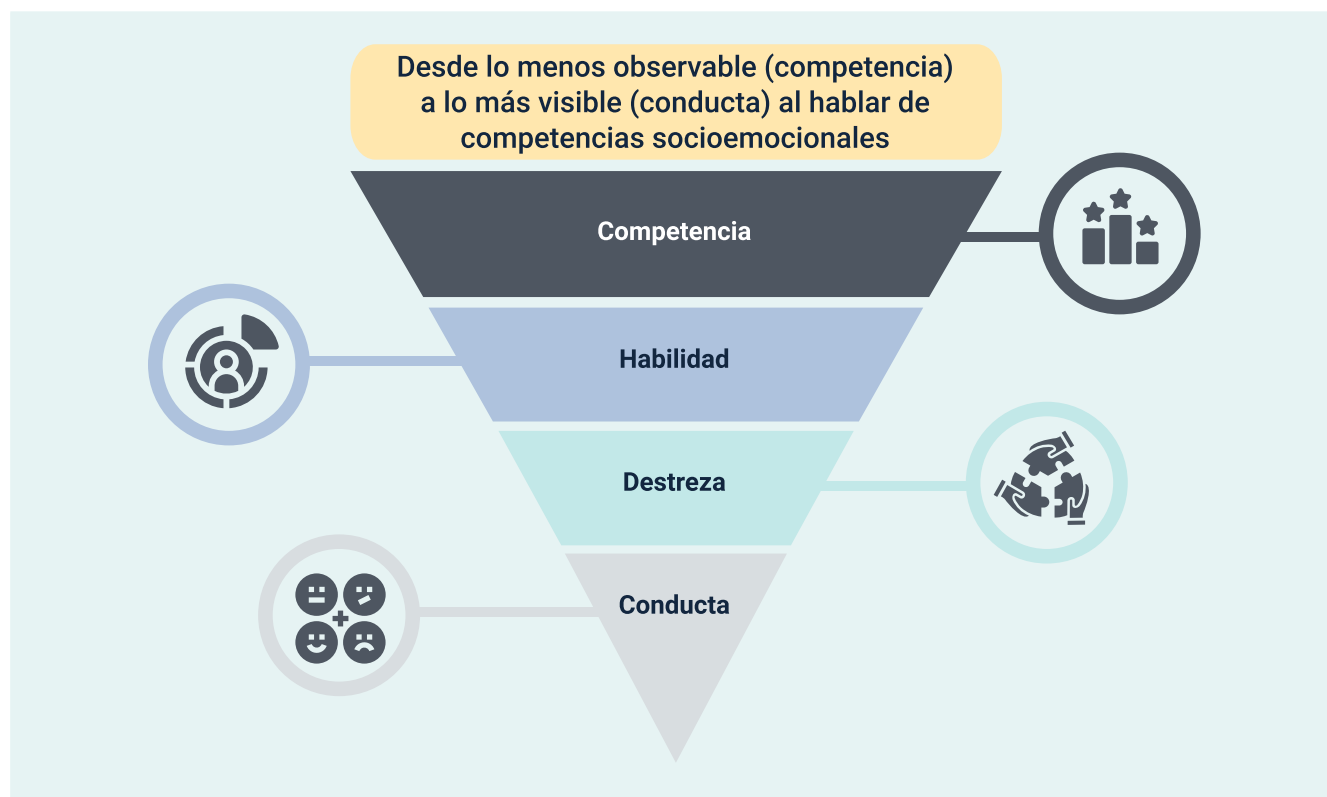 Desde lo menos observable (competencia)
a lo más visible (conducta) al hablar de
competencias socioemocionales
Competencia
Habilidad
Destreza
Conducta